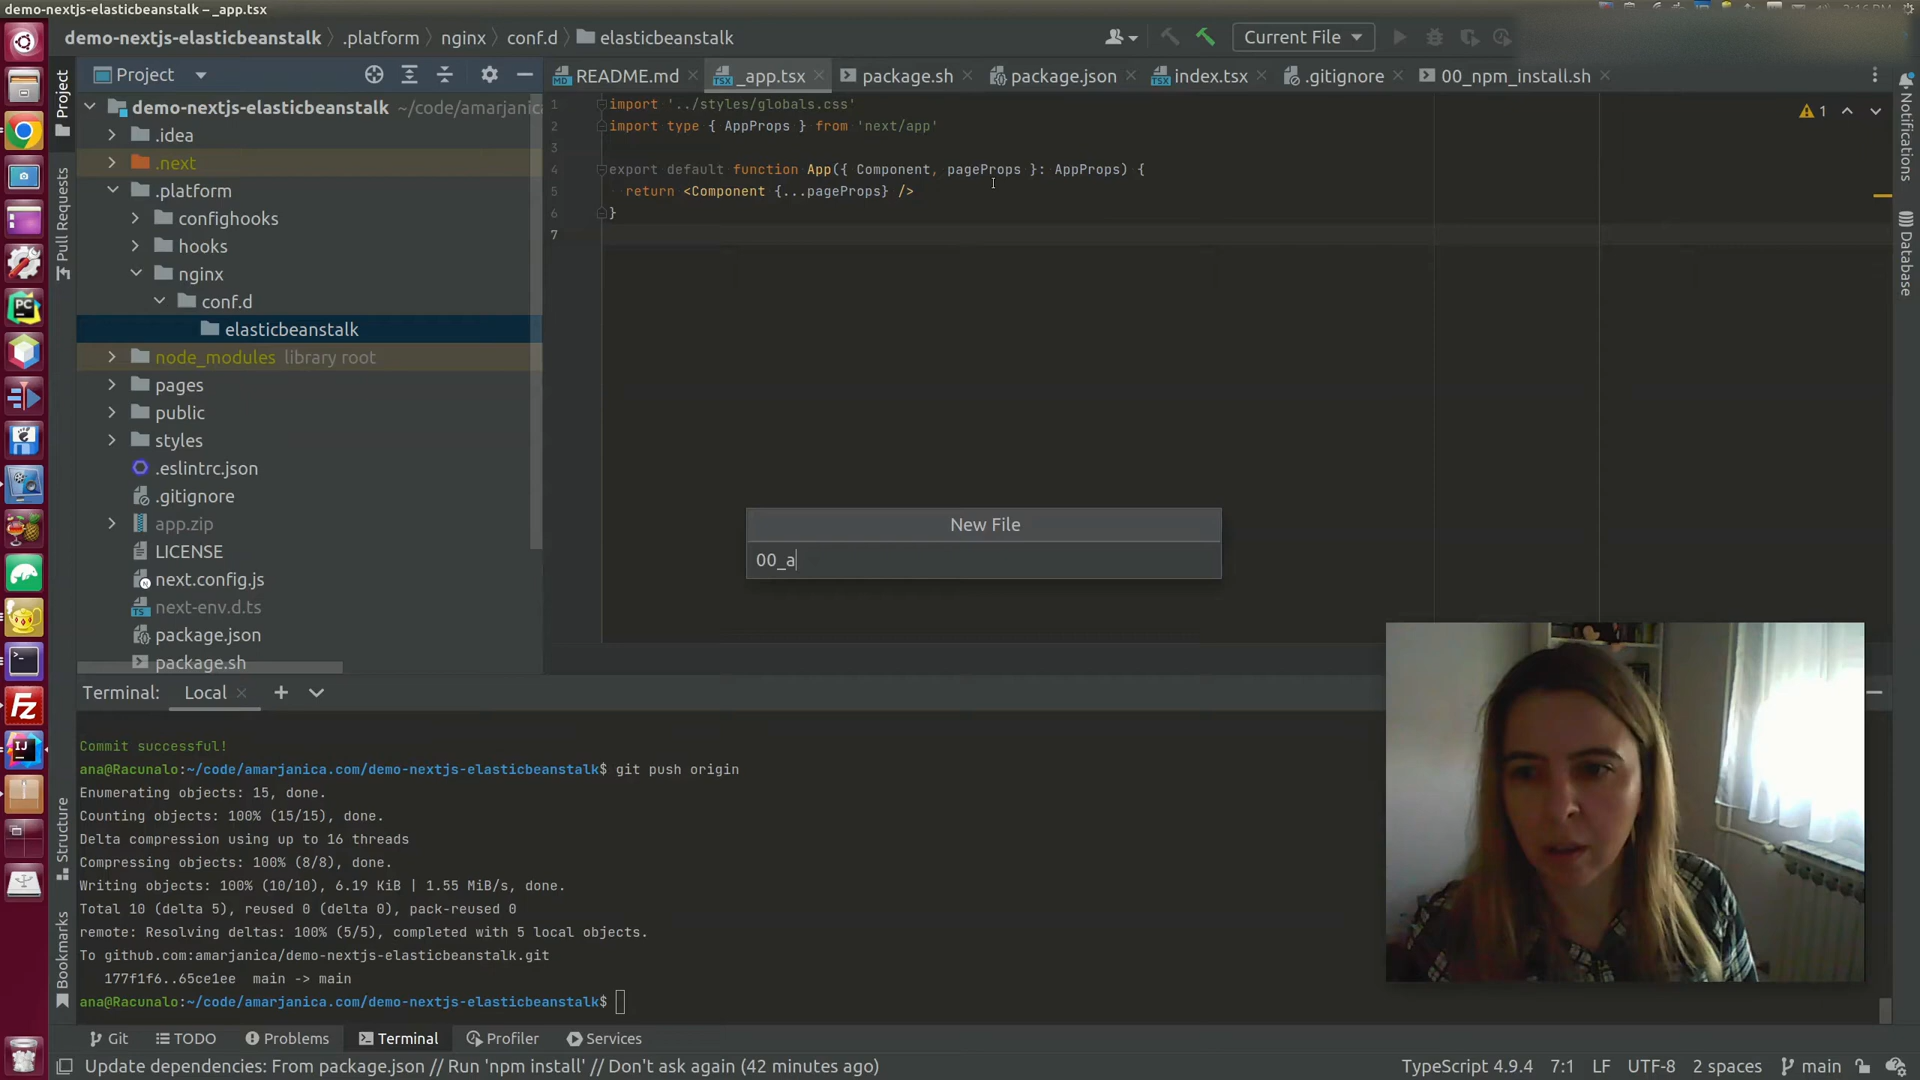 demo-nextjs-elasticbeanstalk – _app.tsx
demo-nextjs-elasticbeanstalk
.platform
nginx
conf.d
elasticbeanstalk
Current File
Project
README.md
_app.tsx
package.sh
package.json
index.tsx
.gitignore
00_npm_install.sh
Project
Pull Requests
Structure
Bookmarks
Notifications
Database
demo-nextjs-elasticbeanstalk ~/code/amarjanica
.idea
.next
.platform
confighooks
hooks
nginx
conf.d
elasticbeanstalk
node_modules library root
pages
public
styles
.eslintrc.json
.gitignore
app.zip
LICENSE
next.config.js
next-env.d.ts
package.json
package.sh
1 import '../styles/globals.css'
2 import type { AppProps } from 'next/app'
3
4 export default function App({ Component, pageProps }: AppProps) {
5 return <Component {...pageProps} />
6 }
7
1
New File
00_a
Terminal: Local
Commit successful!
ana@Racunalo:~/code/amarjanica.com/demo-nextjs-elasticbeanstalk$ git push origin
Enumerating objects: 15, done.
Counting objects: 100% (15/15), done.
Delta compression using up to 16 threads
Compressing objects: 100% (8/8), done.
Writing objects: 100% (10/10), 6.19 KiB | 1.55 MiB/s, done.
Total 10 (delta 5), reused 0 (delta 0), pack-reused 0
remote: Resolving deltas: 100% (5/5), completed with 5 local objects.
To github.com:amarjanica/demo-nextjs-elasticbeanstalk.git
177f1f6..65ce1ee main -> main
ana@Racunalo:~/code/amarjanica.com/demo-nextjs-elasticbeanstalk$
Git
TODO
Problems
Terminal
Profiler
Services
Update dependencies: From package.json // Run 'npm install' // Don't ask again (42 minutes ago)
TypeScript 4.9.4
7:1
LF
UTF-8
2 spaces
main